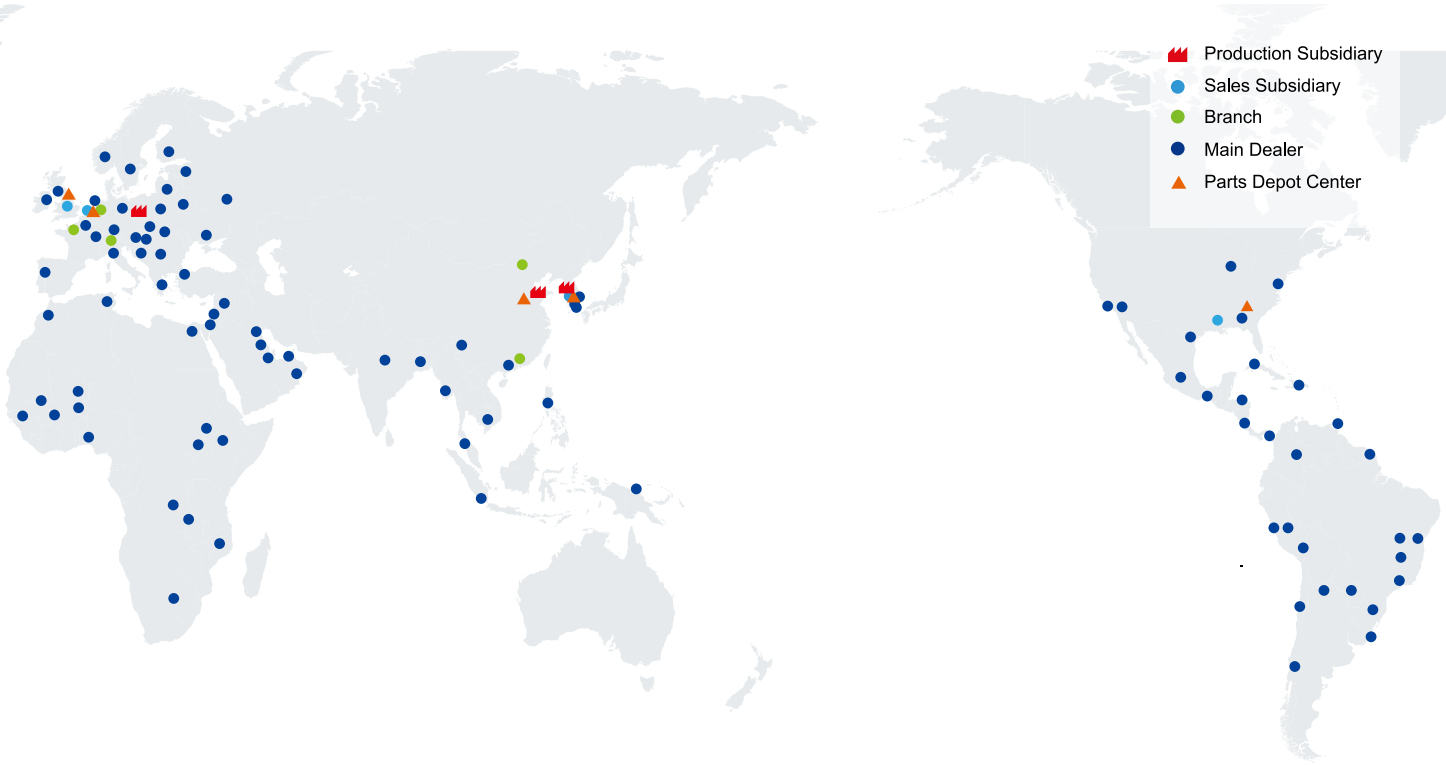 Production Subsidiary
Sales Subsidiary
Branch
Main Dealer
Parts Depot Center